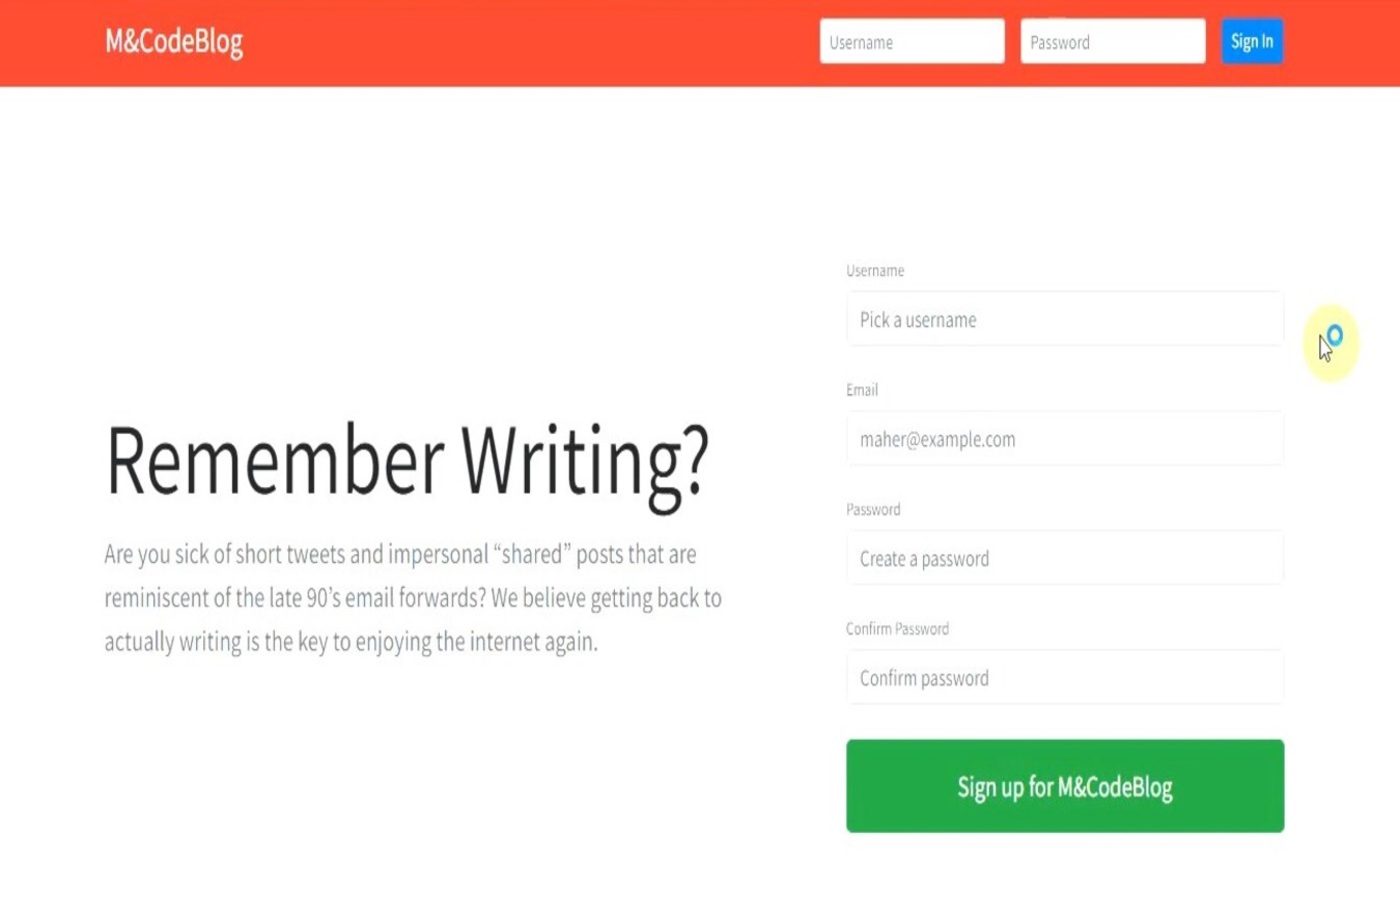 M&CodeBlog
Username
Password
Sign In
Remember Writing?
Are you sick of short tweets and impersonal “shared” posts that are
reminiscent of the late 90’s email forwards? We believe getting back to
actually writing is the key to enjoying the internet again.
Username
Pick a username
Email
maher@example.com
Password
Create a password
Confirm Password
Confirm password
Sign up for M&CodeBlog